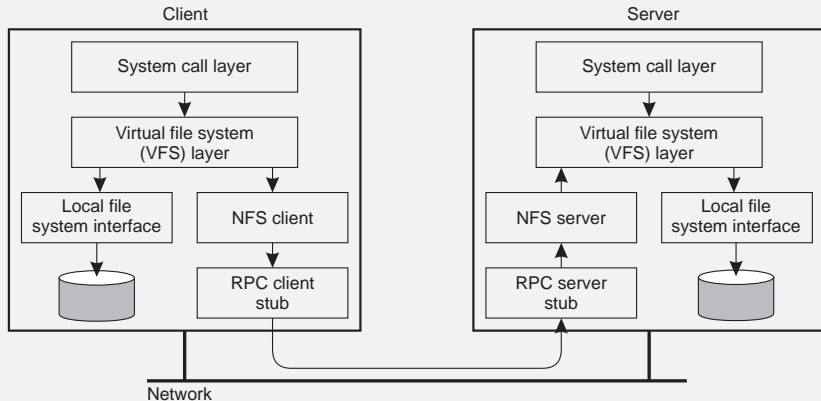 Client
Server
System call layer
Virtual file system
(VFS) layer
Local file
system interface
NFS client
RPC client
stub
System call layer
Virtual file system
(VFS) layer
NFS server
Local file
system interface
RPC server
stub
Network